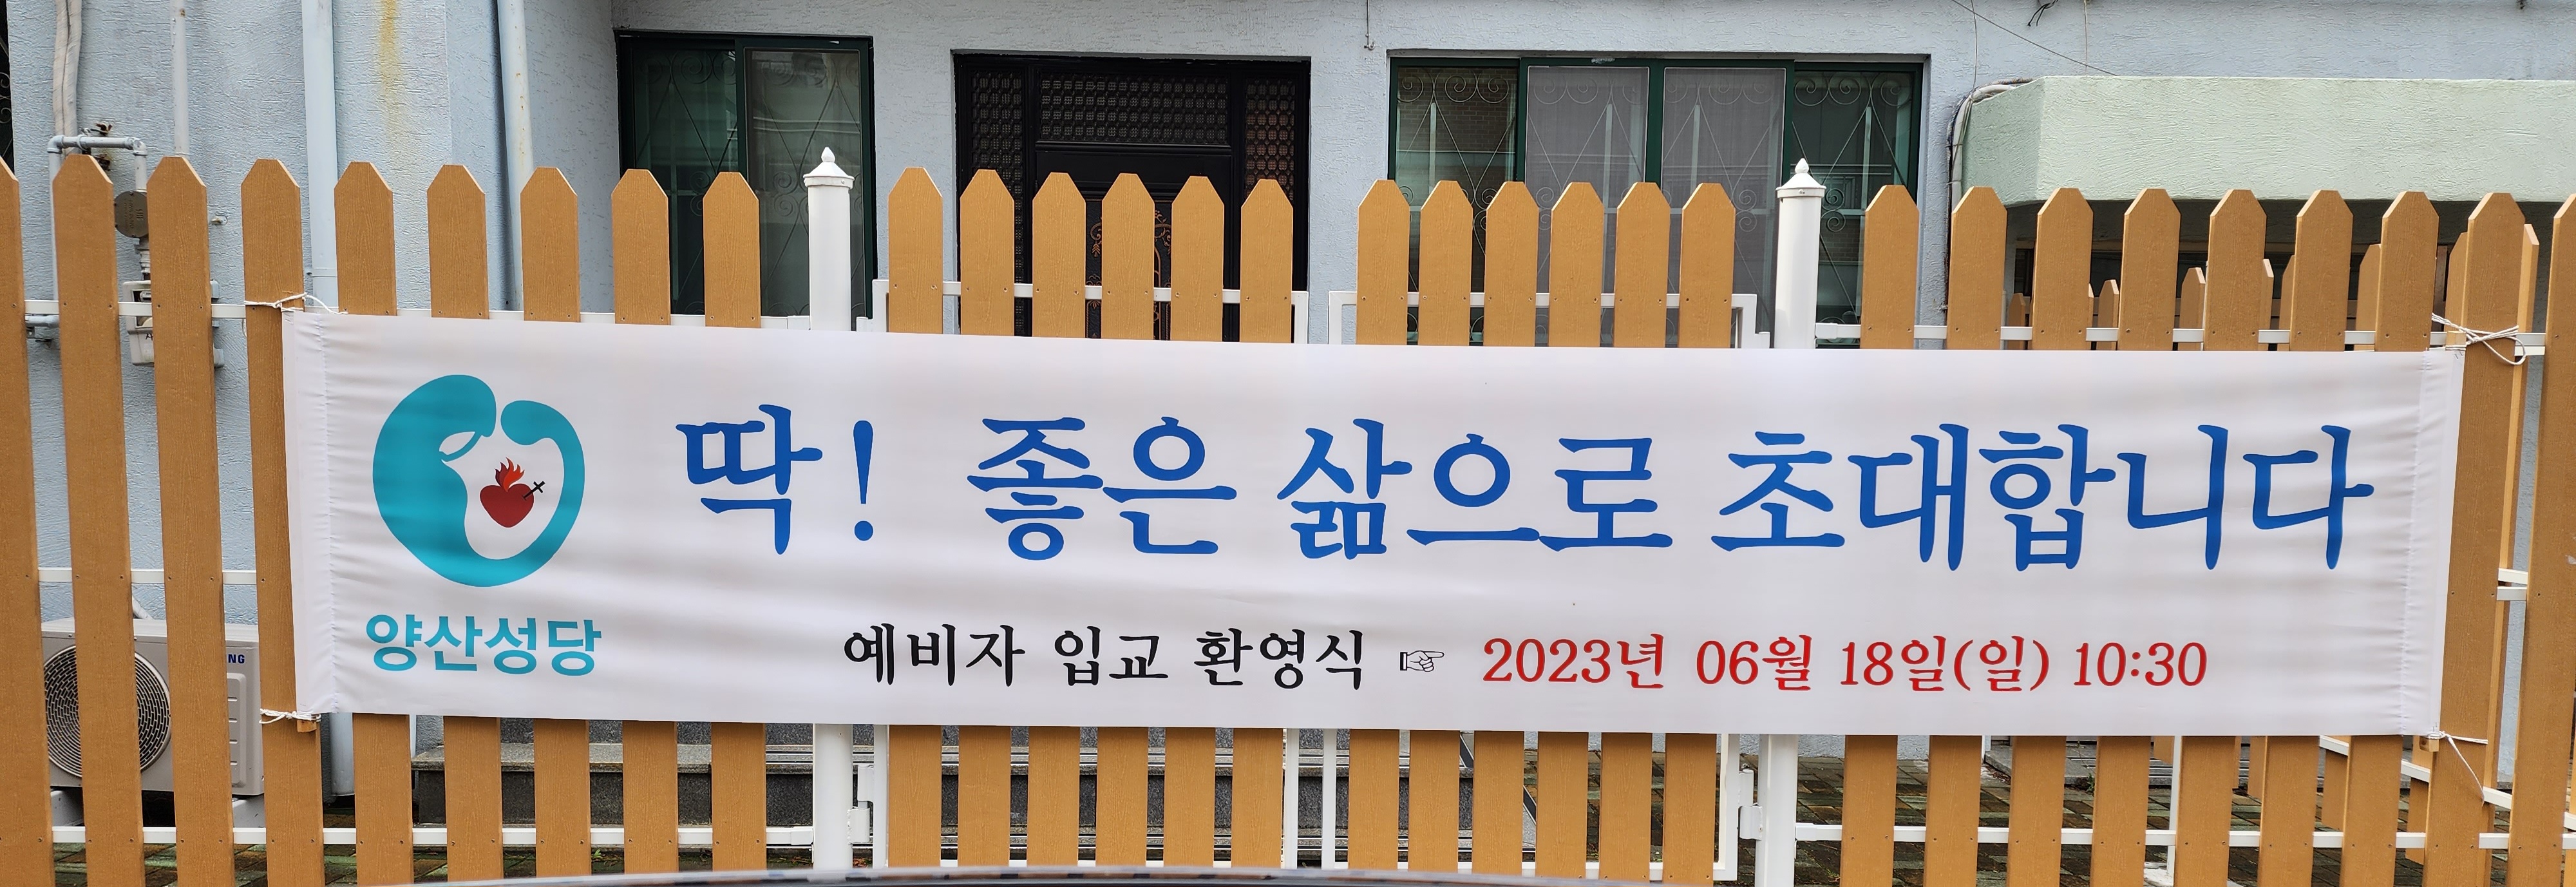 딱! 좋은 삶으로 초대합니다
양산성당
예비자 입교 환영식 ☞ 2023년 06월 18일(일) 10:30
NG